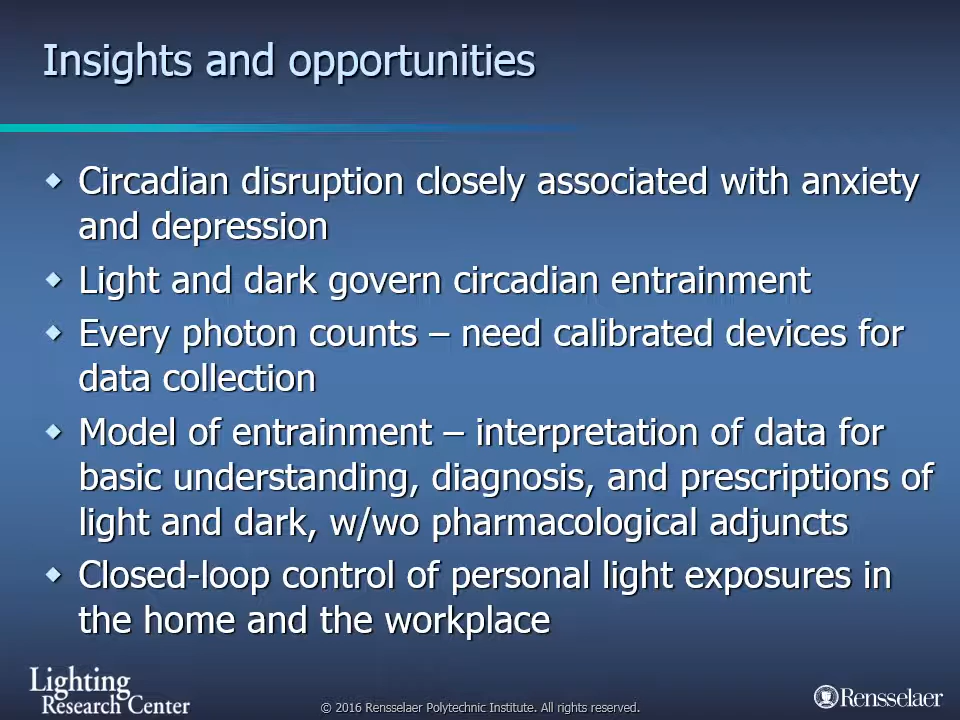 Insights and opportunities
Circadian disruption closely associated with anxiety
and depression
Light and dark govern circadian entrainment
Every photon counts – need calibrated devices for
data collection
Model of entrainment – interpretation of data for
basic understanding, diagnosis, and prescriptions of
light and dark, w/wo pharmacological adjuncts
Closed-loop control of personal light exposures in
the home and the workplace
Lighting
Research Center
© 2016 Rensselaer Polytechnic Institute. All rights reserved.
Rensselaer